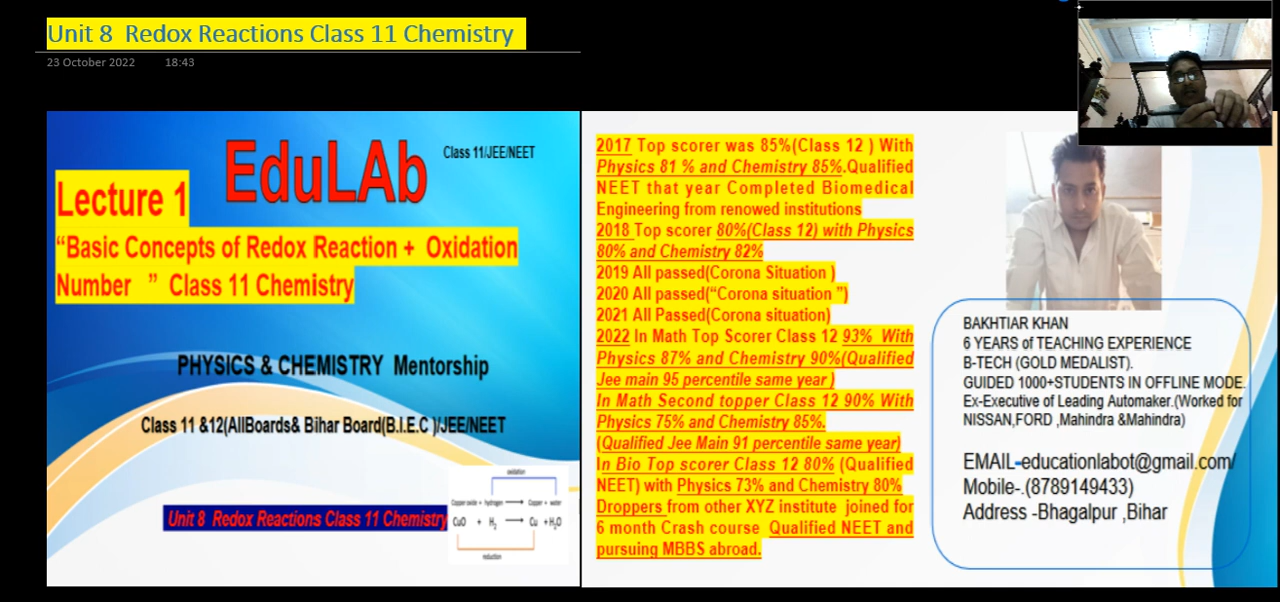 Unit 8 Redox Reactions Class 11 Chemistry
23 October 2022 18:43
EduLAb
Class 11/JEE/NEET
Lecture 1
“Basic Concepts of Redox Reaction + Oxidation
Number ” Class 11 Chemistry
PHYSICS & CHEMISTRY Mentorship
Class 11 &12(AllBoards& Bihar Board(B.I.E.C )/JEE/NEET
Unit 8 Redox Reactions Class 11 Chemistry
oxidation
Copper oxide + hydrogen ⟶ Copper + water
CuO + H₂ ⟶ Cu + H₂O
reduction
2017 Top scorer was 85%(Class 12 ) With
Physics 81 % and Chemistry 85%.Qualified
NEET that year Completed Biomedical
Engineering from renowed institutions
2018 Top scorer 80%(Class 12) with Physics
80% and Chemistry 82%
2019 All passed(Corona Situation )
2020 All passed(“Corona situation ”)
2021 All Passed(Corona situation)
2022 In Math Top Scorer Class 12 93% With
Physics 87% and Chemistry 90%(Qualified
Jee main 95 percentile same year )
In Math Second topper Class 12 90% With
Physics 75% and Chemistry 85%.
(Qualified Jee Main 91 percentile same year)
In Bio Top scorer Class 12 80% (Qualified
NEET) with Physics 73% and Chemistry 80%
Droppers from other XYZ institute joined for
6 month Crash course Qualified NEET and
pursuing MBBS abroad.
BAKHTIAR KHAN
6 YEARS of TEACHING EXPERIENCE
B-TECH (GOLD MEDALIST).
GUIDED 1000+STUDENTS IN OFFLINE MODE.
Ex-Executive of Leading Automaker.(Worked for
NISSAN,FORD ,Mahindra &Mahindra)
EMAIL-educationlabot@gmail.com/
Mobile-.(8789149433)
Address -Bhagalpur ,Bihar